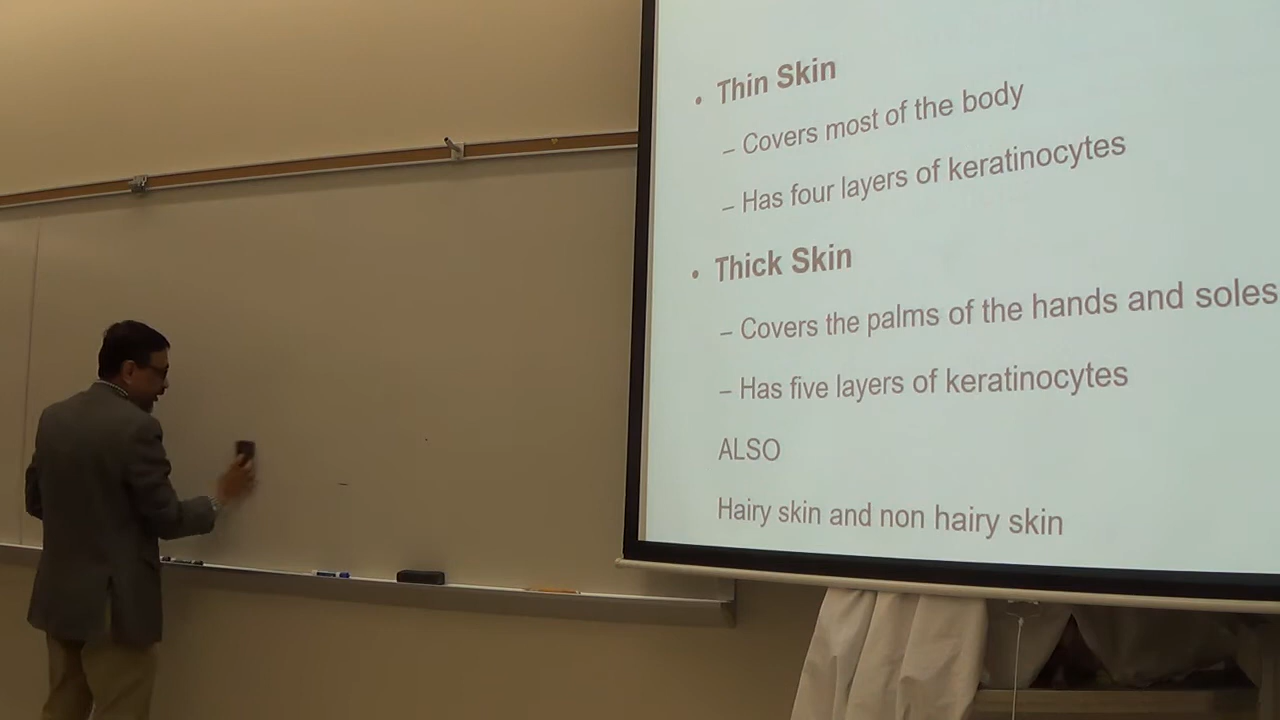 • Thin Skin
– Covers most of the body
– Has four layers of keratinocytes
• Thick Skin
– Covers the palms of the hands and soles
– Has five layers of keratinocytes
ALSO
Hairy skin and non hairy skin